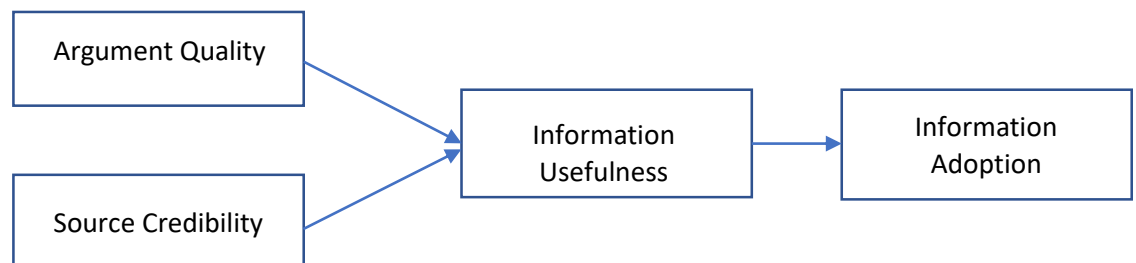 Argument Quality
Source Credibility
Information
Usefulness
Information
Adoption